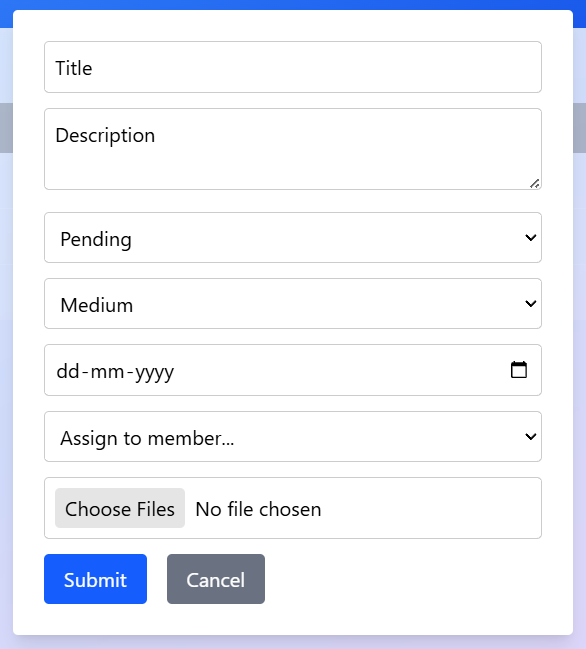 Title
Description
Pending
Medium
dd-mm-yyyy
Assign to member...
Choose Files No file chosen
Submit Cancel